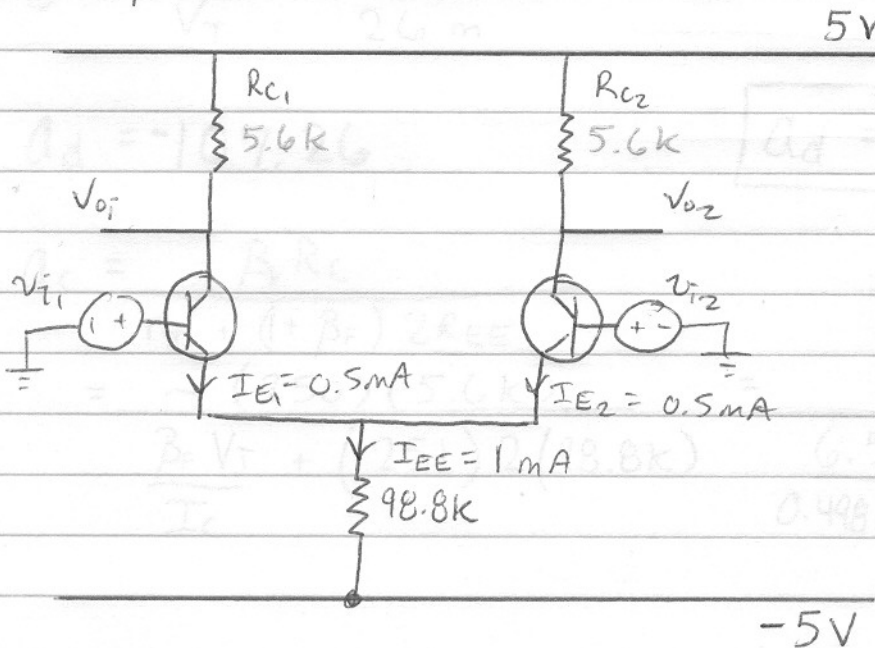 5V
RC1 RC2
5.6k 5.6k
Vo1 Vo2
vi1 vi2
+ + -
IE1 = 0.5mA IE2 = 0.5mA
IEE = 1mA
98.8k
-5V